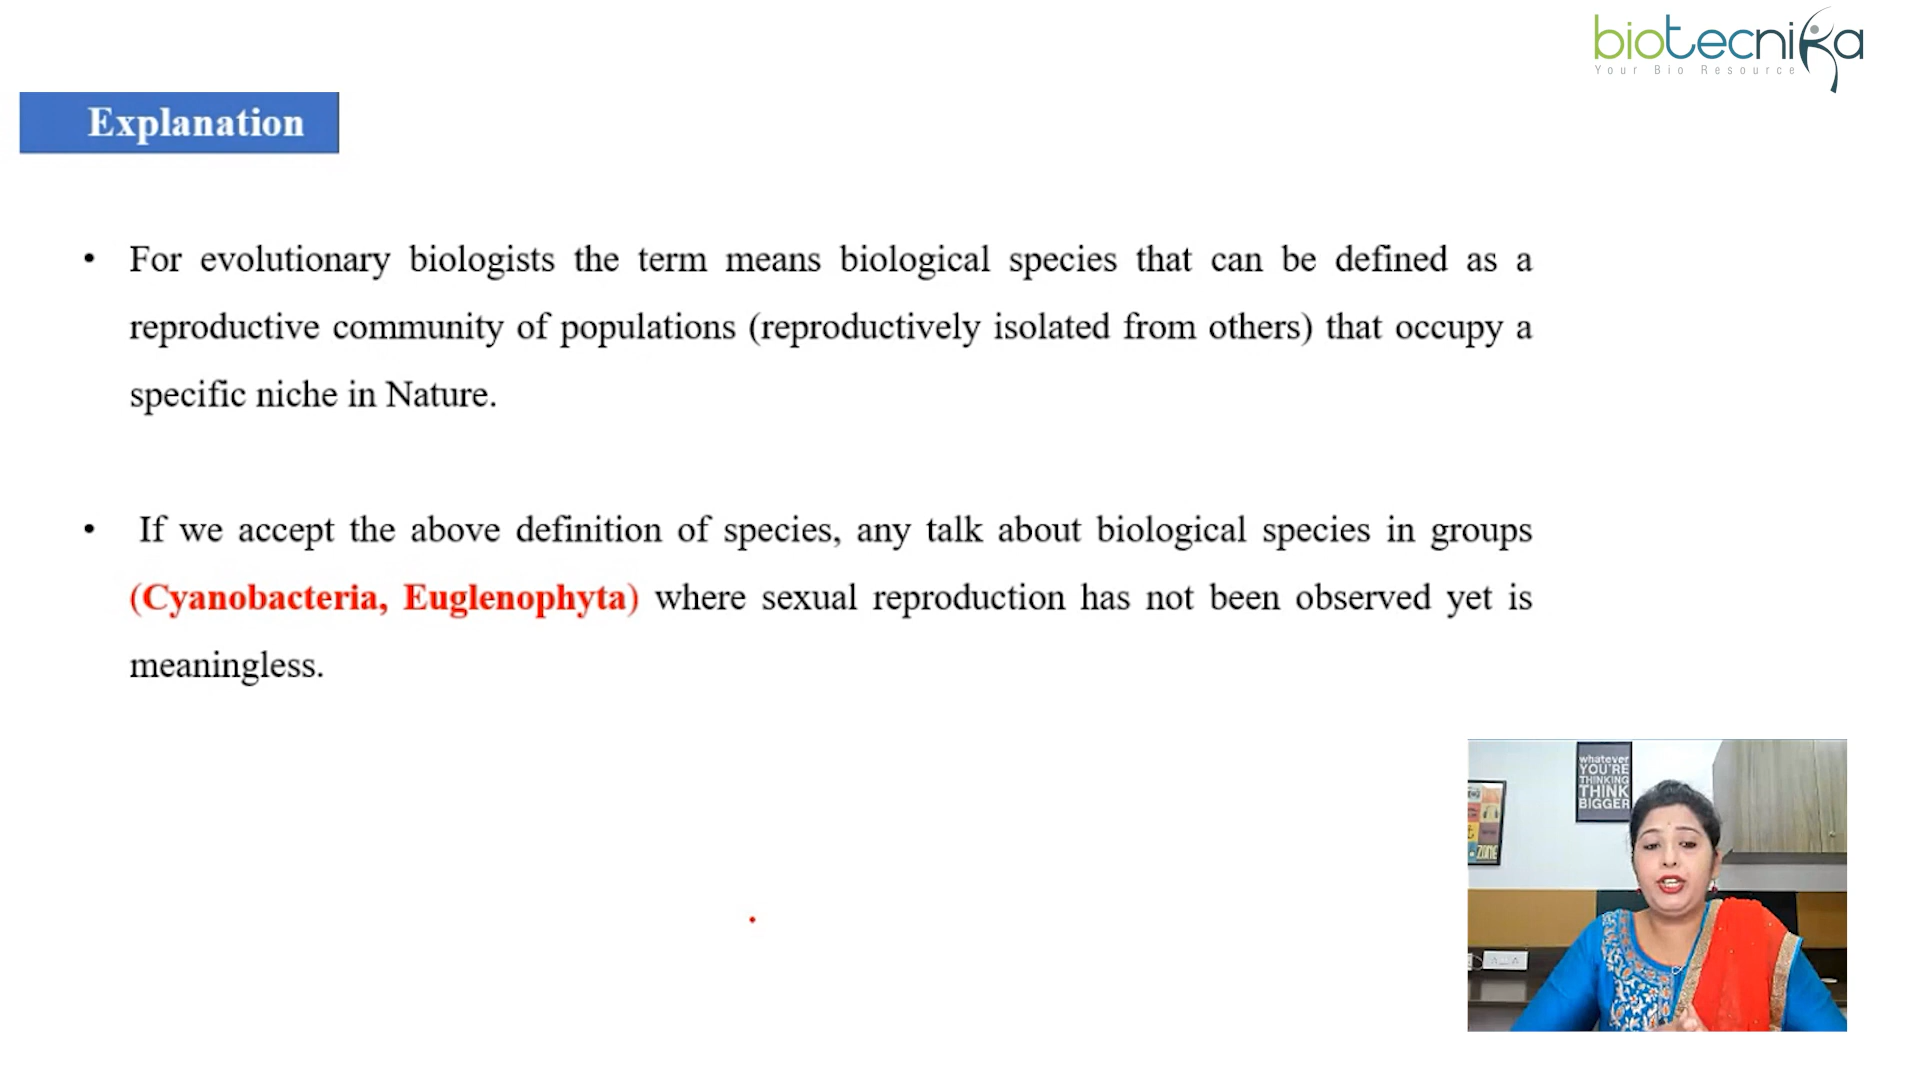 biotecnika
Your Bio Resource
Explanation
• For evolutionary biologists the term means biological species that can be defined as a
reproductive community of populations (reproductively isolated from others) that occupy a
specific niche in Nature.
• If we accept the above definition of species, any talk about biological species in groups
(Cyanobacteria, Euglenophyta) where sexual reproduction has not been observed yet is
meaningless.
whatever
YOU'RE
THINKING
THINK
BIGGER
ZONE